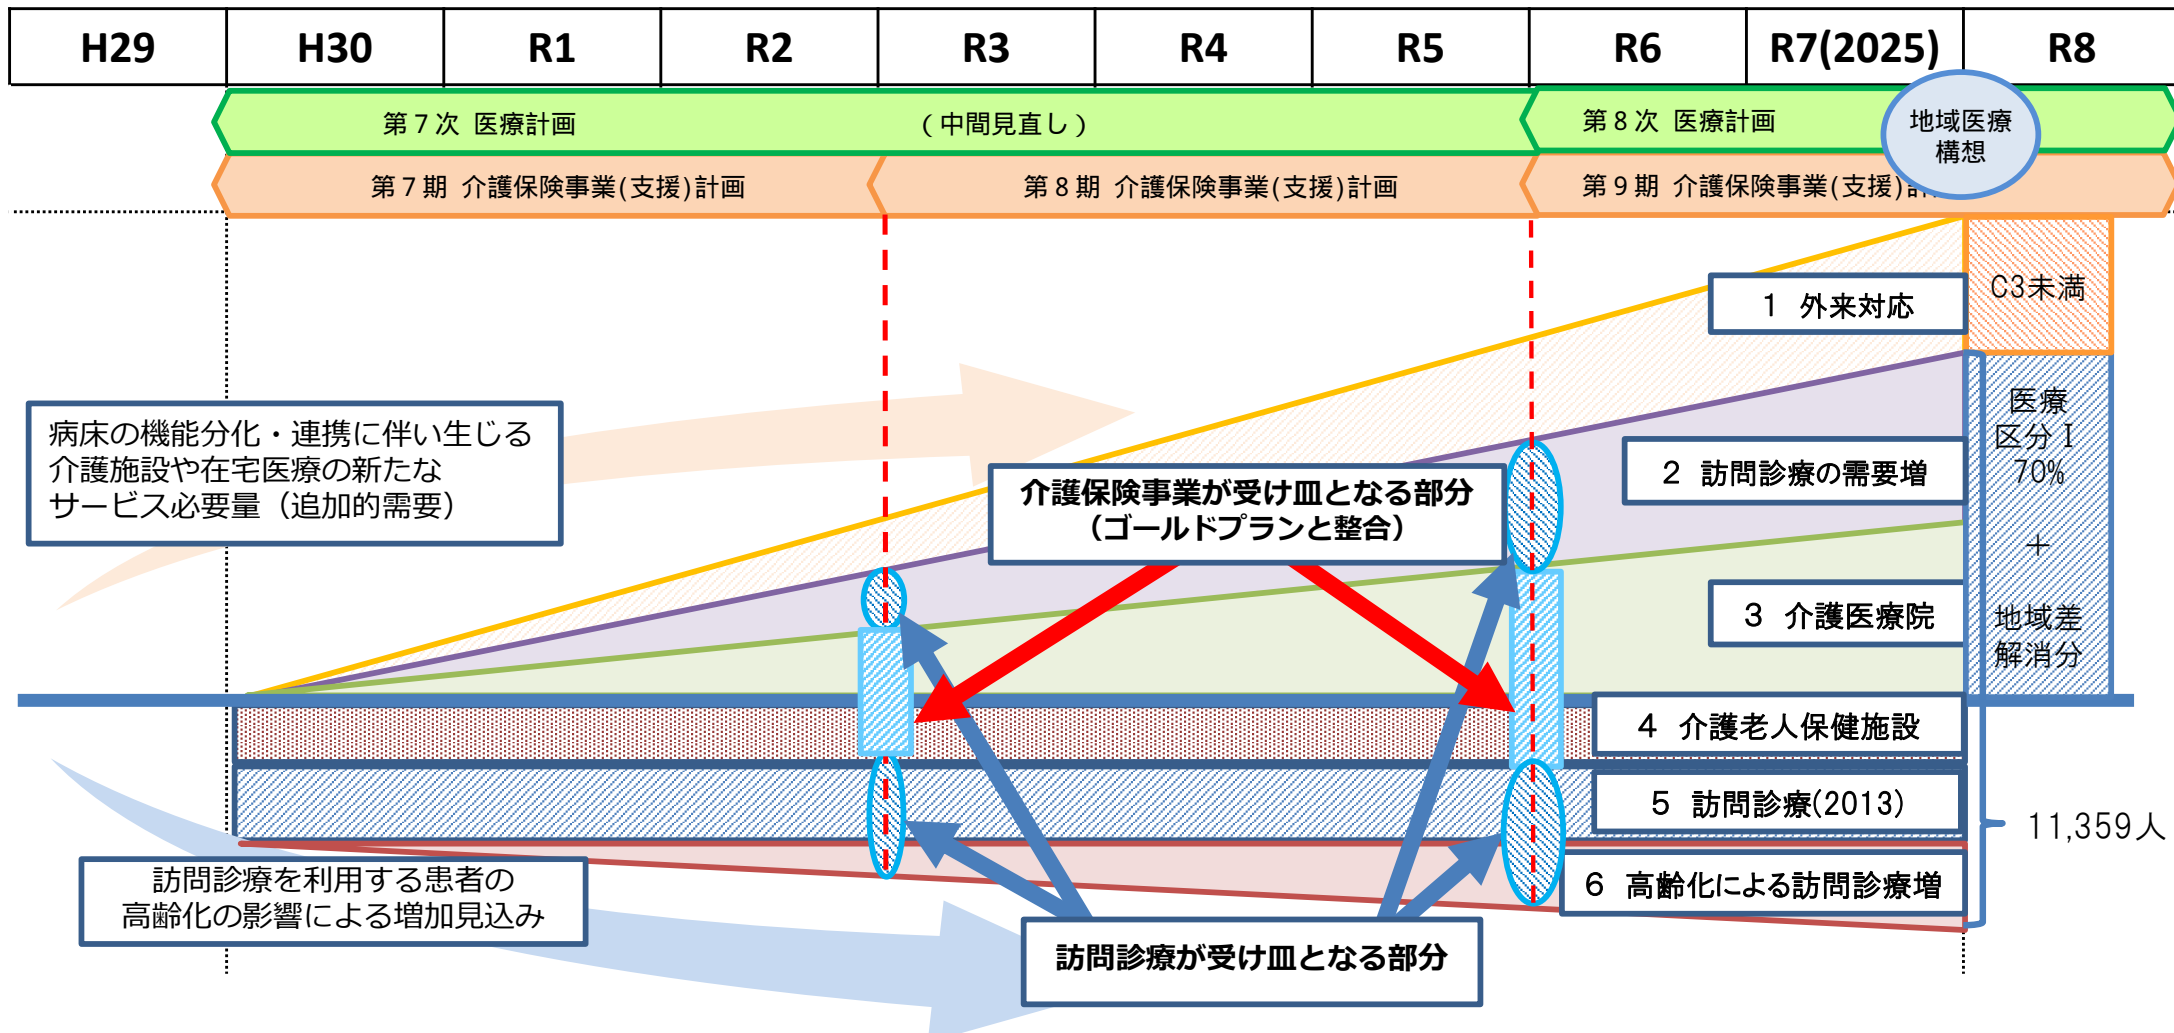 H29 H30 R1 R2 R3 R4 R5 R6 R7(2025) R8
第7次 医療計画 (中間見直し) 第8次 医療計画
地域医療
構想
第7期 介護保険事業(支援)計画 第8期 介護保険事業(支援)計画 第9期 介護保険事業(支援)計
1 外来対応
C3未満
病床の機能分化・連携に伴い生じる
介護施設や在宅医療の新たな
サービス必要量（追加的需要）
介護保険事業が受け皿となる部分
（ゴールドプランと整合）
2 訪問診療の需要増
医療
区分Ⅰ
70%
＋
地域差
解消分
3 介護医療院
4 介護老人保健施設
5 訪問診療(2013)
11,359人
6 高齢化による訪問診療増
訪問診療を利用する患者の
高齢化の影響による増加見込み
訪問診療が受け皿となる部分